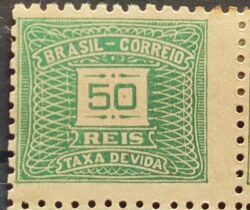 BRASIL-CORREIO
50
REIS
TAXA DEVIDA